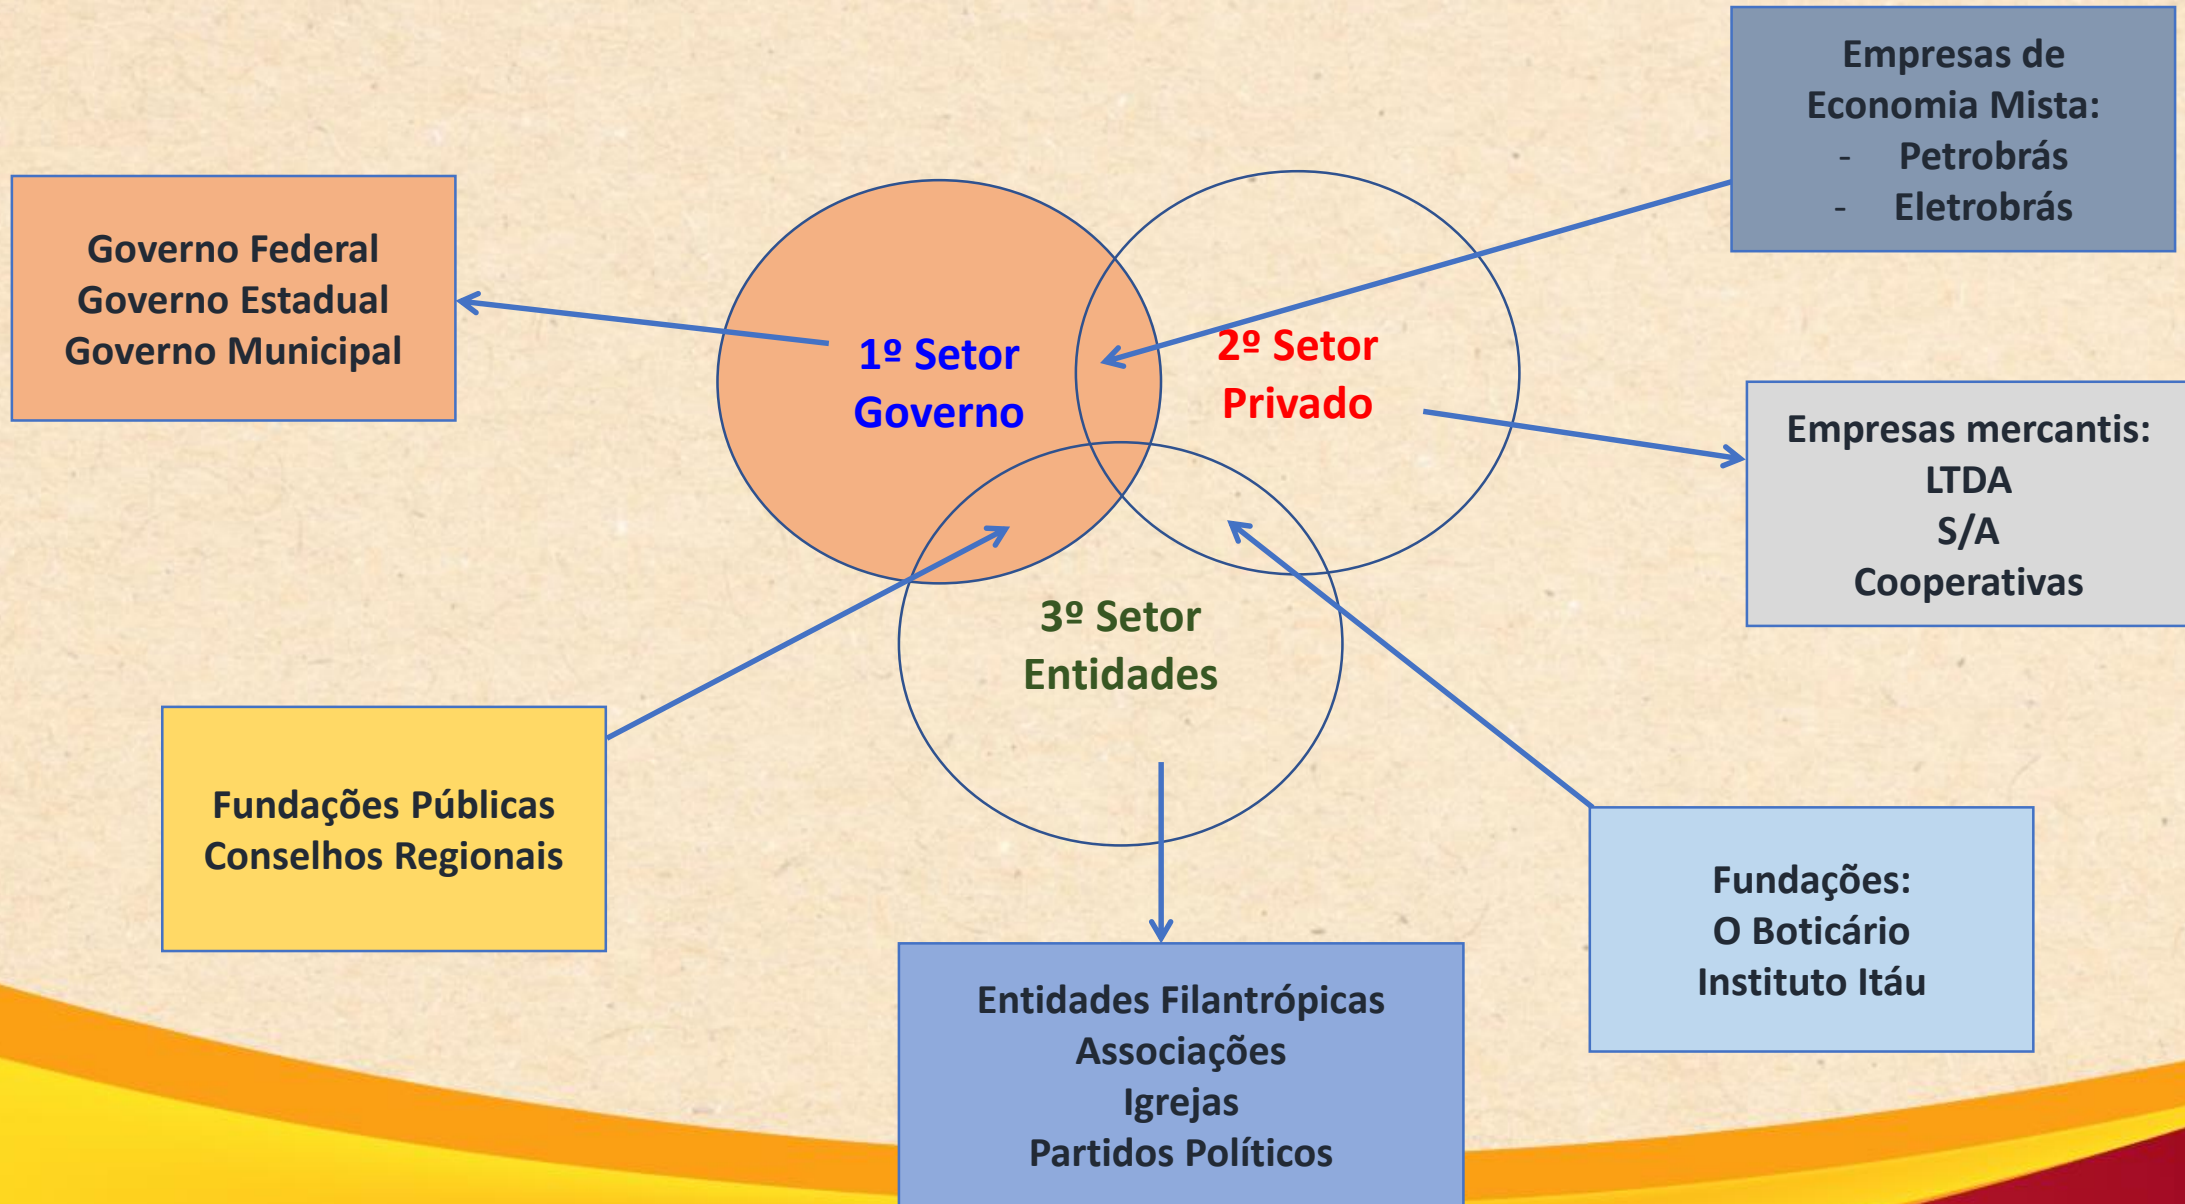 Empresas de
Economia Mista:
- Petrobrás
- Eletrobrás
Governo Federal
Governo Estadual
Governo Municipal
1º Setor
Governo
2º Setor
Privado
Empresas mercantis:
LTDA
S/A
Cooperativas
3º Setor
Entidades
Fundações Públicas
Conselhos Regionais
Fundações:
O Boticário
Instituto Itáu
Entidades Filantrópicas
Associações
Igrejas
Partidos Políticos